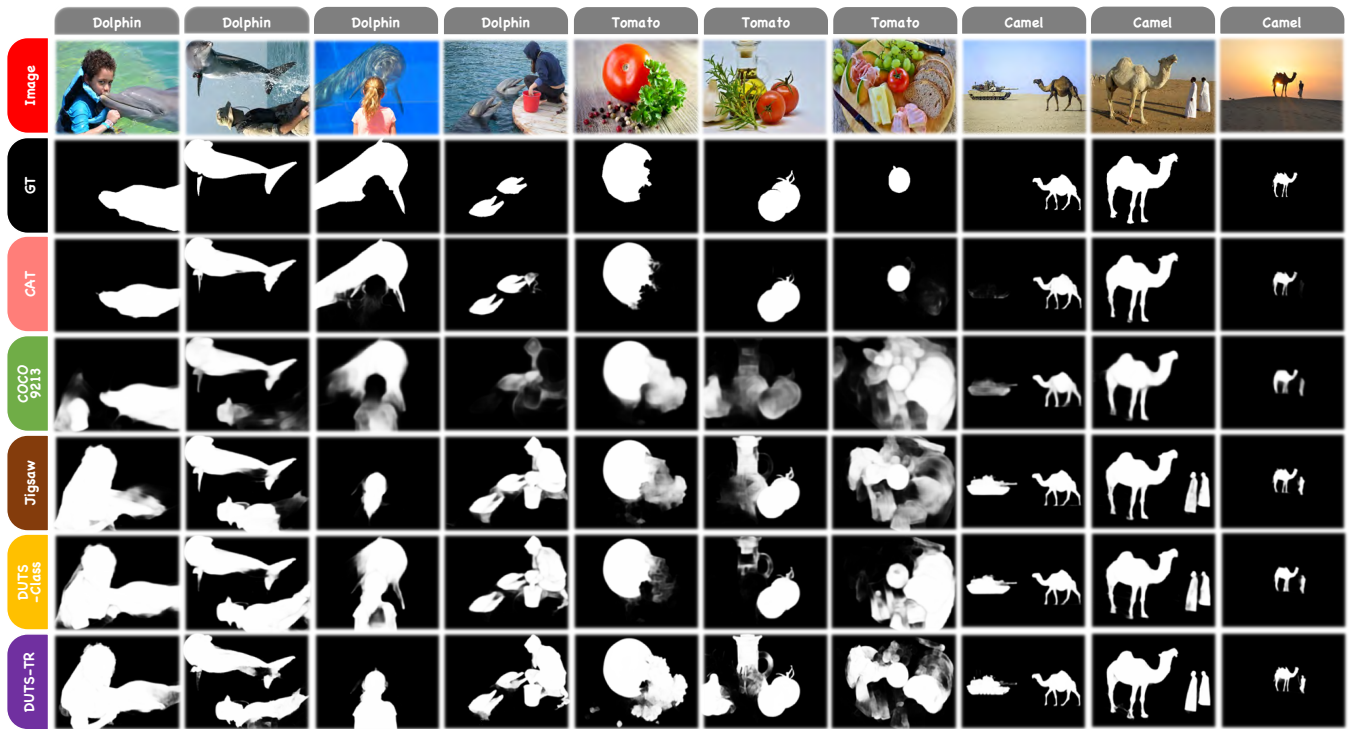 Dolphin Dolphin Dolphin Dolphin Tomato Tomato Tomato Camel Camel Camel
Image
GT
CAT
COCO
9213
Jigsaw
DUTS
-Class
DUTS-TR